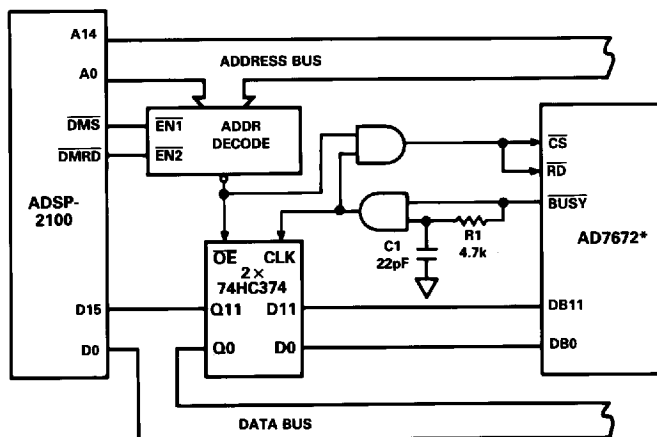 A14
ADDRESS BUS
A0
DMS
EN1
ADDR
DECODE
DMRD
EN2
CS
RD
ADSP-
2100
BUSY
AD7672*
C1
22pF
R1
4.7k
OE
CLK
2 ×
74HC374
D15
Q11
D11
DB11
D0
Q0
D0
DB0
DATA BUS